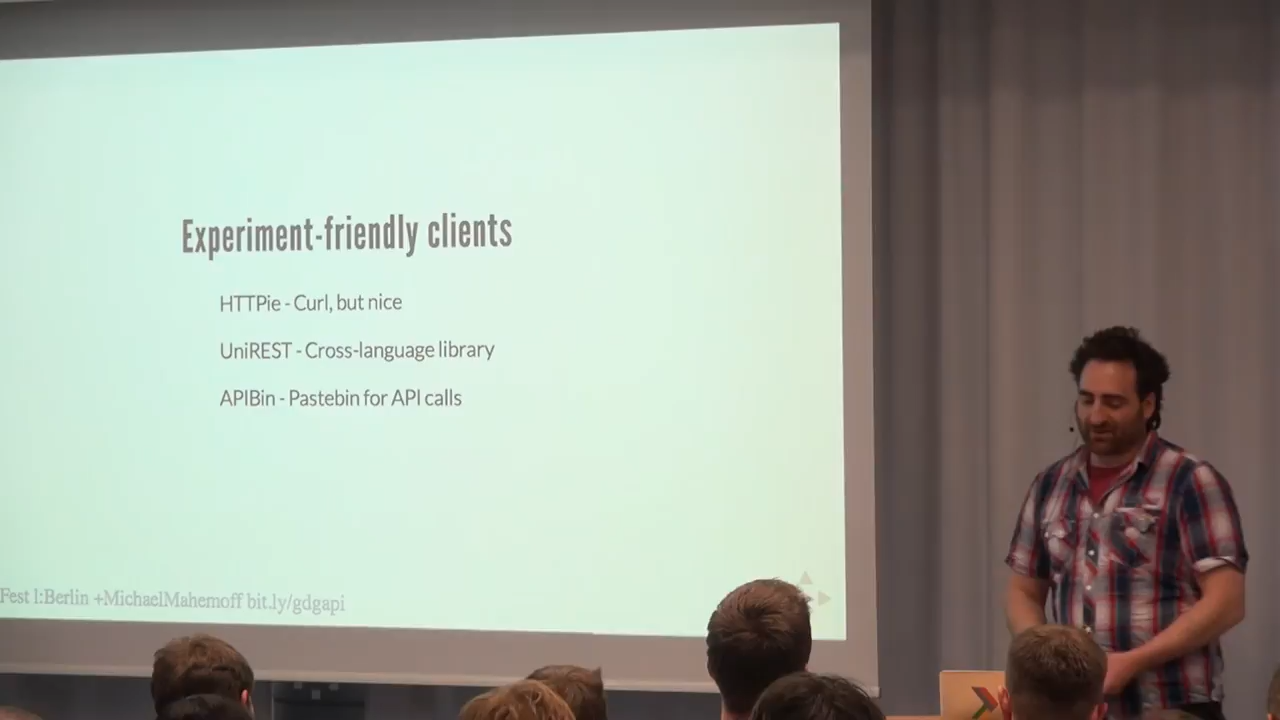 Experiment-friendly clients
HTTPie - Curl, but nice
UniREST - Cross-language library
APIBin - Pastebin for API calls
Fest l:Berlin +MichaelMahemoff bit.ly/gdgapi